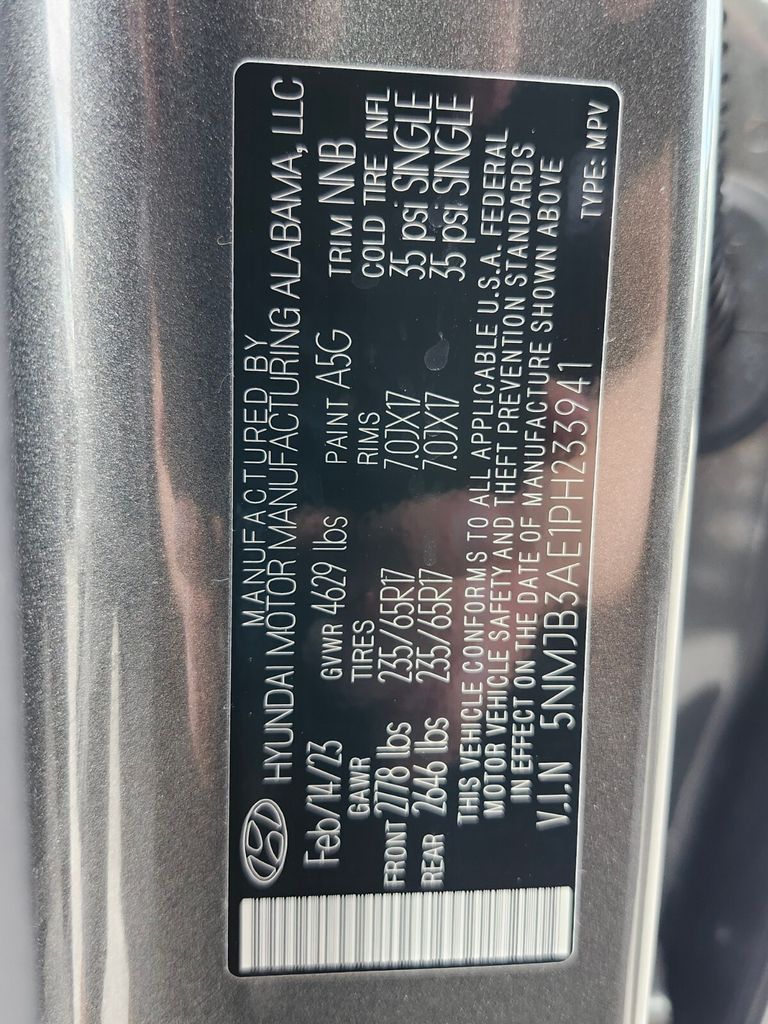 MANUFACTURED BY
HYUNDAI MOTOR MANUFACTURING ALABAMA, LLC
Feb/14/23 GVWR 4629 lbs PAINT A5G TRIM NNB
GAWR TIRES RIMS COLD TIRE INFL
FRONT 2778 lbs 235/65R17 7.0JX17 35 psi SINGLE
REAR 2646 lbs 235/65R17 7.0JX17 35 psi SINGLE
THIS VEHICLE CONFORMS TO ALL APPLICABLE U.S.A. FEDERAL
MOTOR VEHICLE SAFETY AND THEFT PREVENTION STANDARDS
IN EFFECT ON THE DATE OF MANUFACTURE SHOWN ABOVE
V.I.N 5NMJB3AE1PH233941 TYPE: MPV